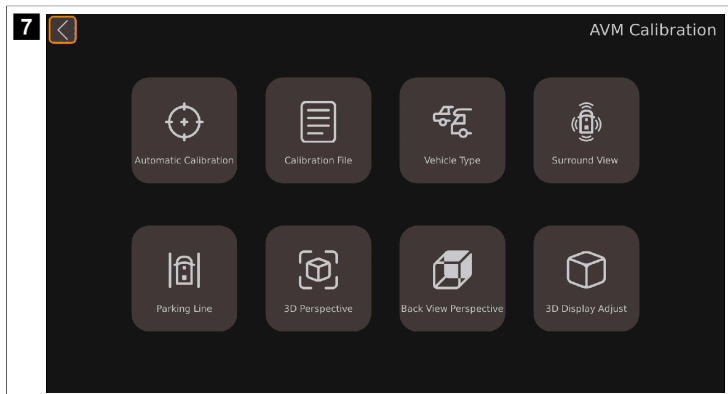 7
AVM Calibration
Automatic Calibration
Calibration File
Vehicle Type
Surround View
Parking Line
3D Perspective
Back View Perspective
3D Display Adjust